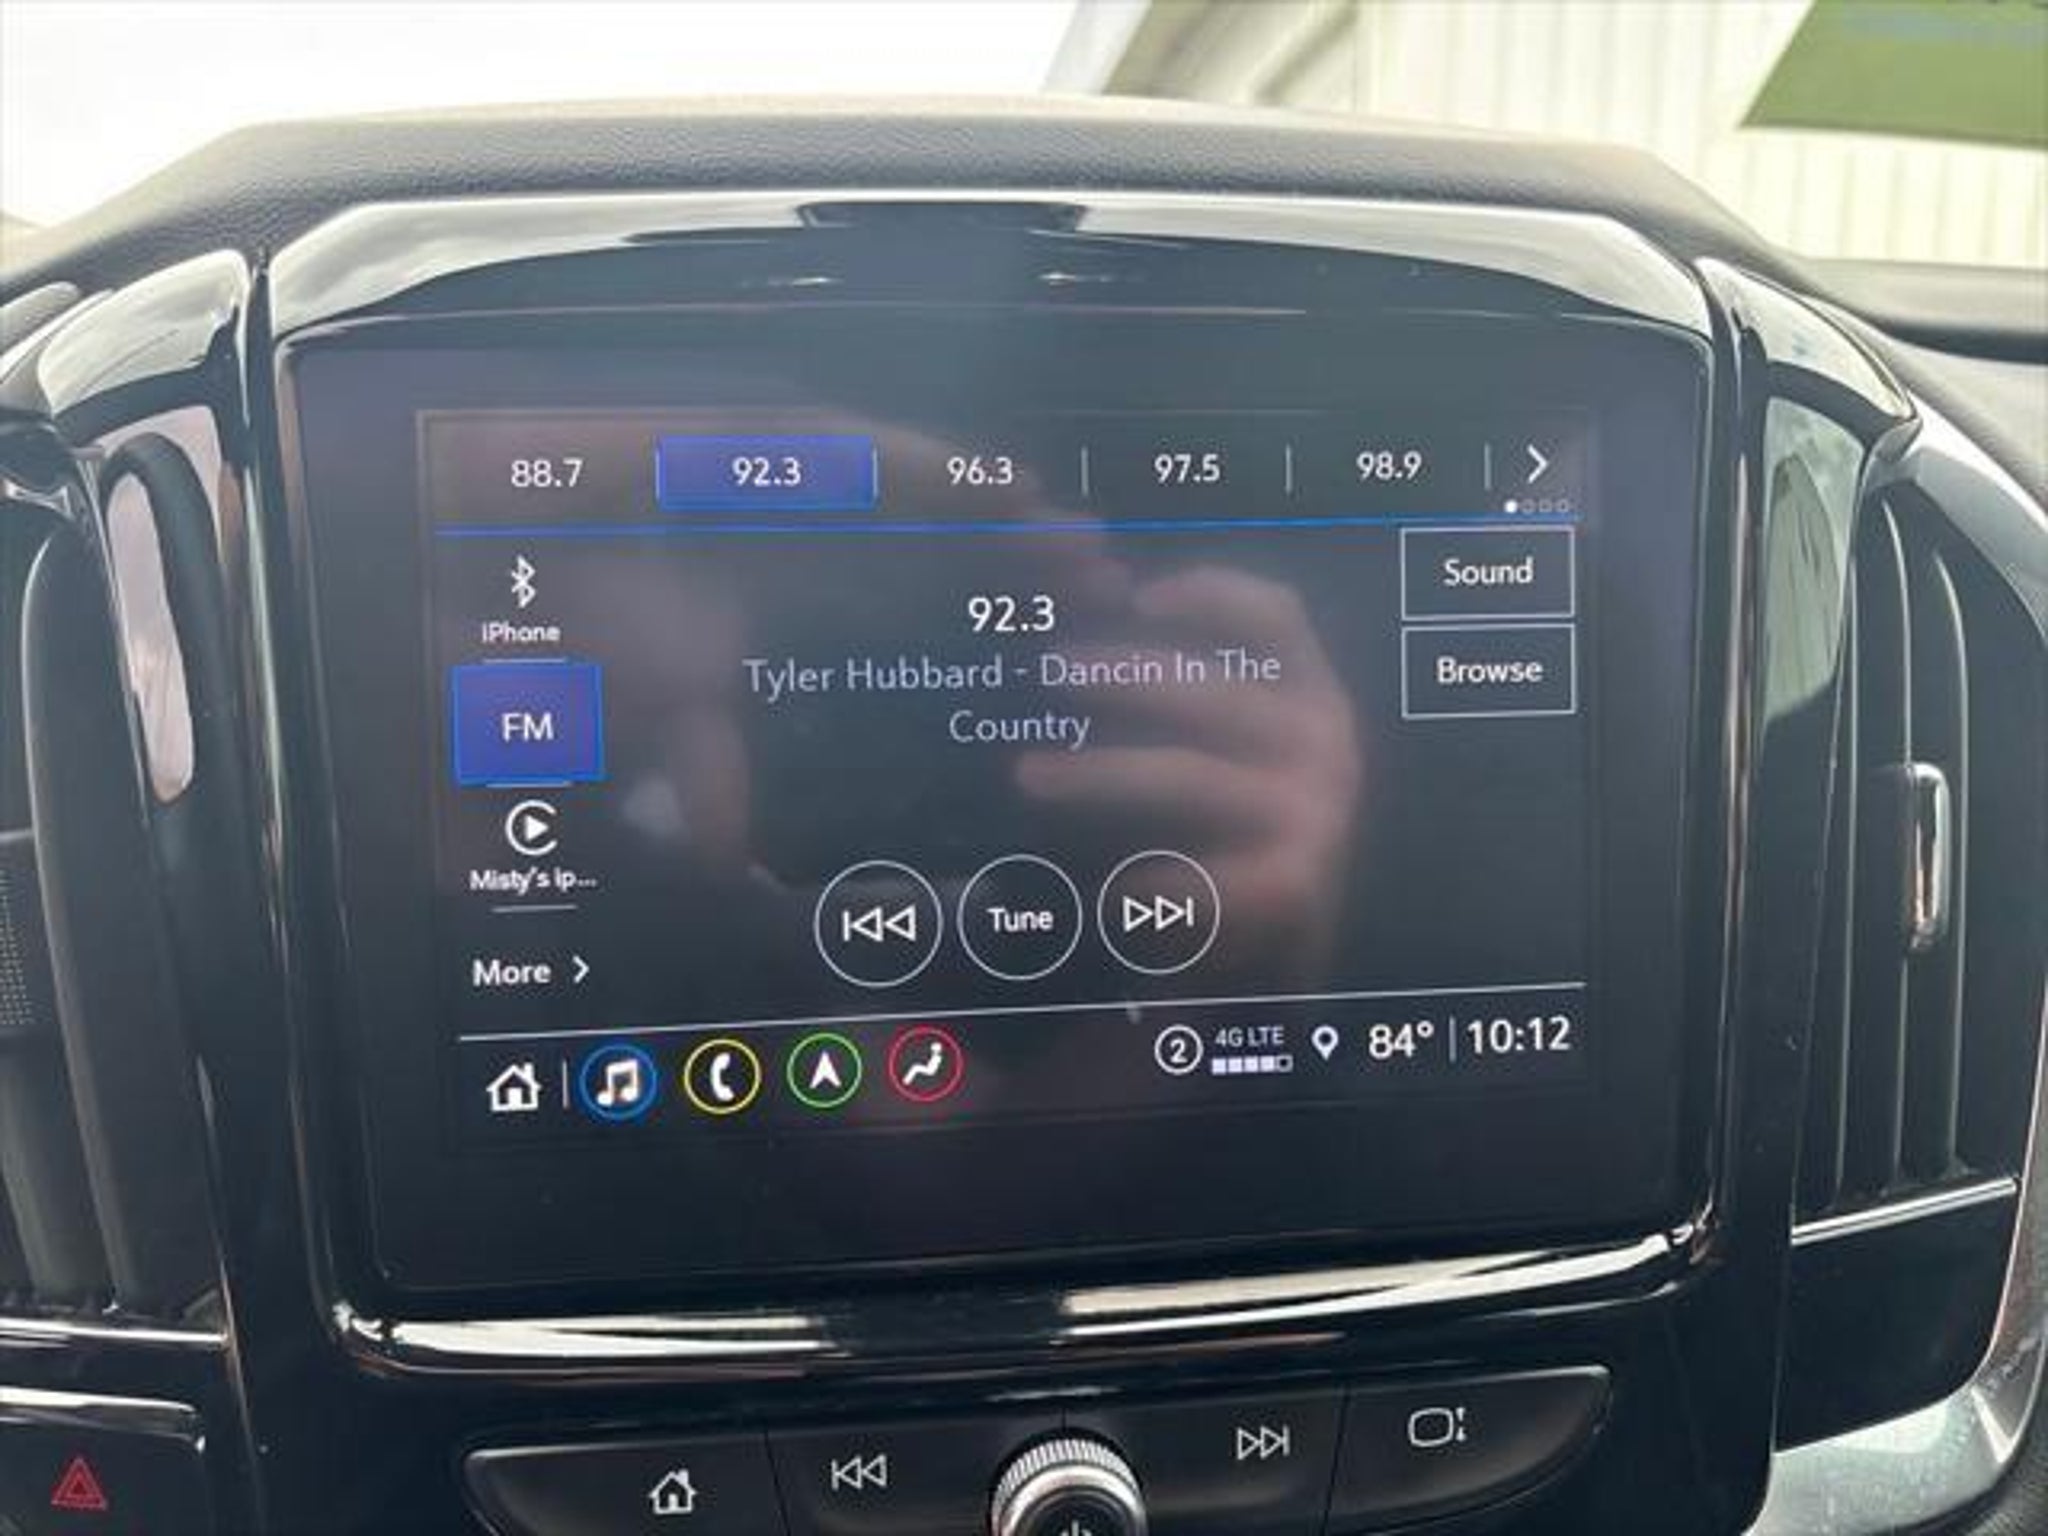 88.7 92.3 96.3 97.5 98.9
iPhone
FM
Misty's ip...
More
92.3
Tyler Hubbard - Dancin In The
Country
Tune
Sound
Browse
2 4G LTE 84° 10:12